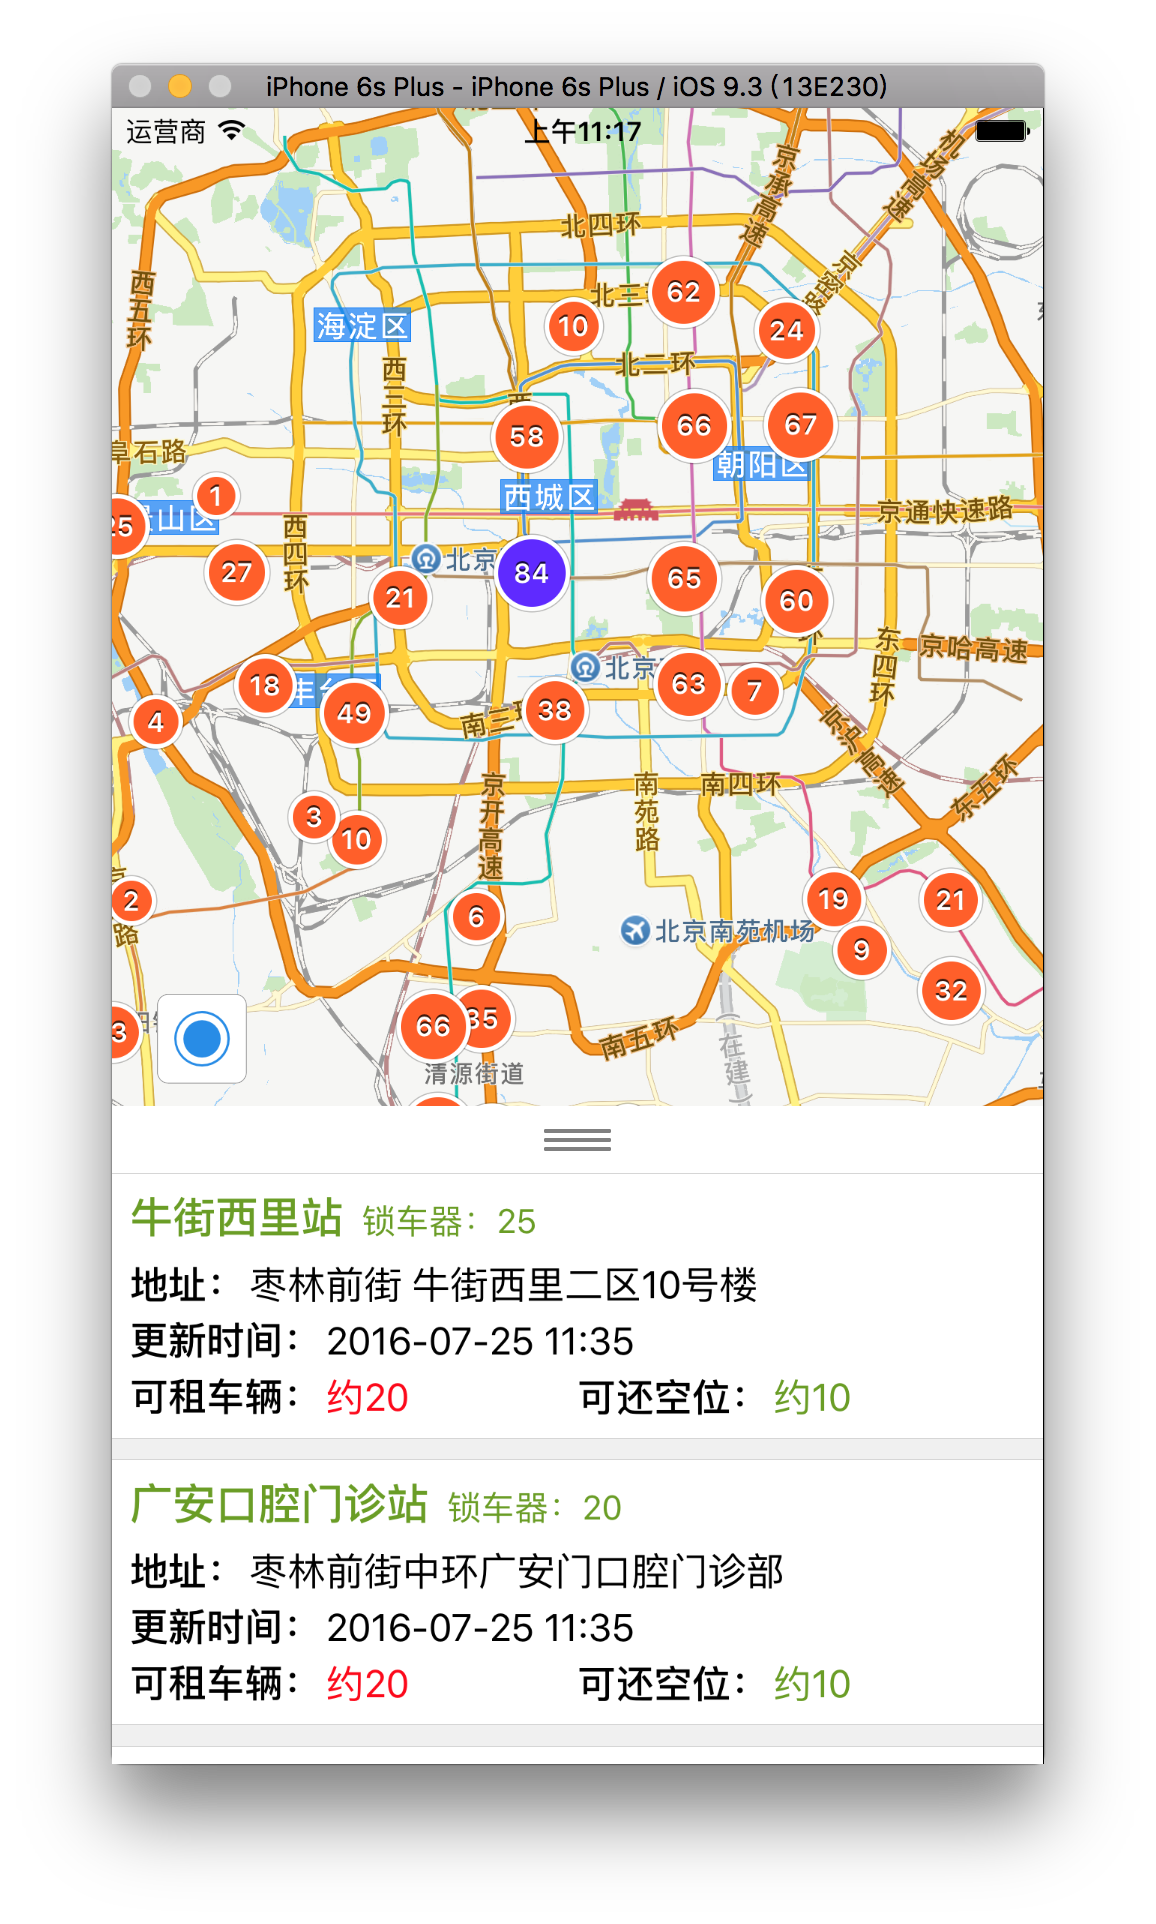 iPhone 6s Plus - iPhone 6s Plus / iOS 9.3 (13E230)
运营商
上午11:17
机场高速
京承高速
北四环
京密路
西五环
62
北三
10
24
海淀区
北二环
西三环
58
66
67
阜石路
朝阳区
1
西城区
25
山区
西四环
京通快速路
27
北京
84
65
60
21
环
东四环
京哈高速
北京
18
63
7
49
38
4
南三
京沪高速
京开高速
南苑路
南四环
东五环
3
10
2
路
19
21
6
北京南苑机场
9
32
3
66
35
南五环
(在建)
清源街道
牛街西里站 锁车器：25
地址： 枣林前街 牛街西里二区10号楼
更新时间： 2016-07-25 11:35
可租车辆： 约20 可还空位： 约10
广安口腔门诊站 锁车器：20
地址： 枣林前街中环广安门口腔门诊部
更新时间： 2016-07-25 11:35
可租车辆： 约20 可还空位： 约10